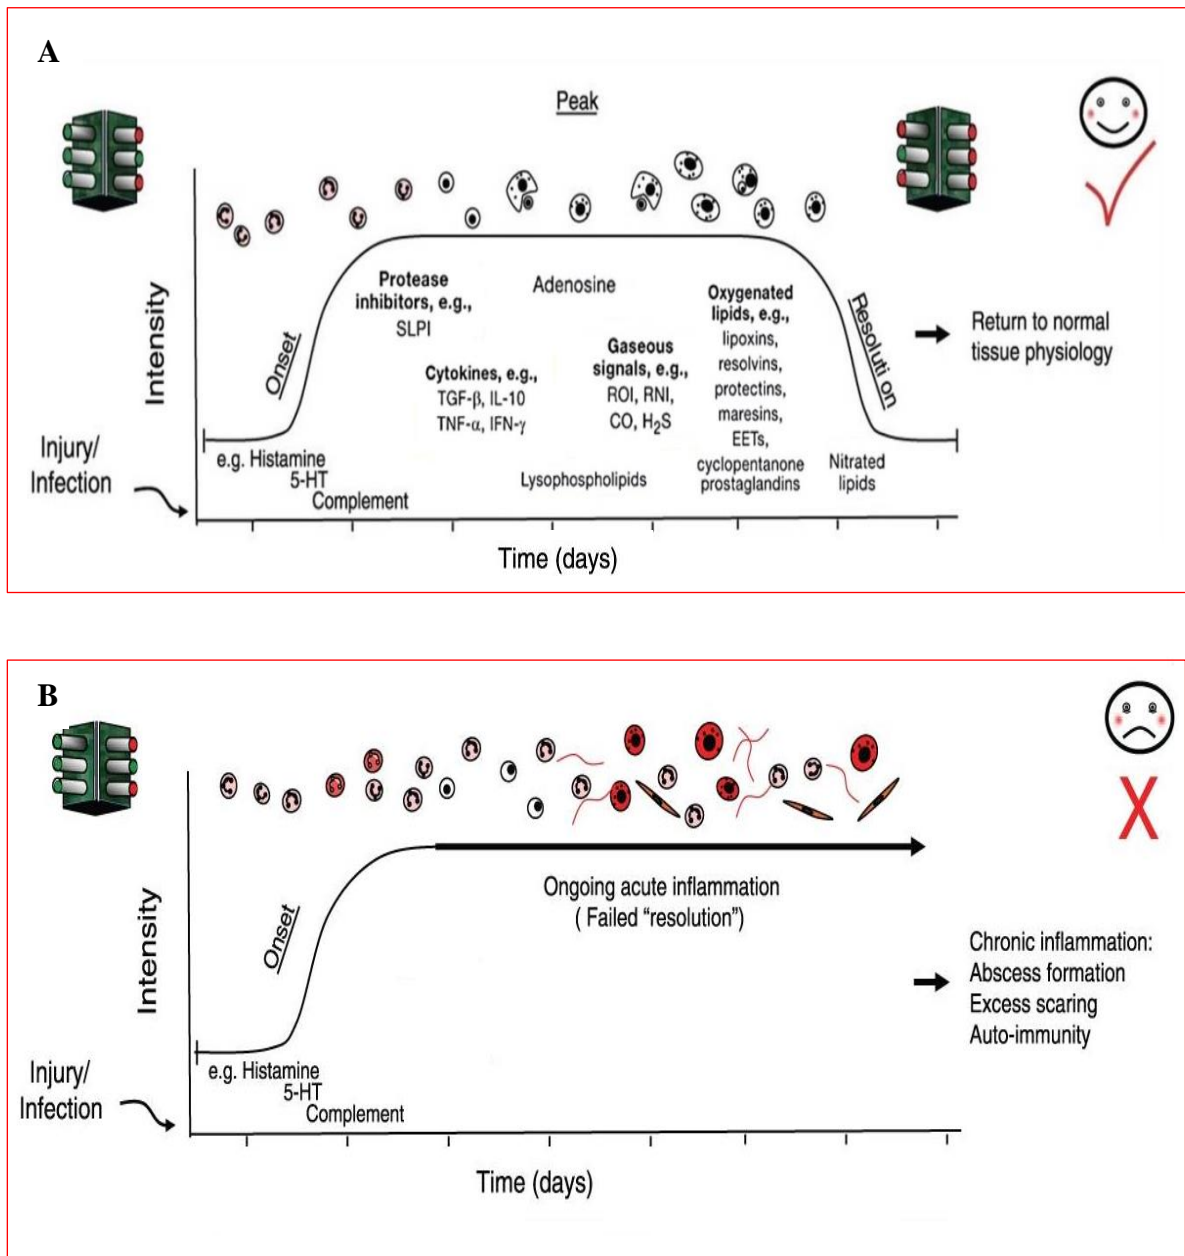 A
Peak
Intensity
Onset
Protease
inhibitors, e.g.,
SLPI
Cytokines, e.g.,
TGF-β, IL-10
TNF-α, IFN-γ
Adenosine
Lysophospholipids
Gaseous
signals, e.g.,
ROI, RNI,
CO, H₂S
Oxygenated
lipids, e.g.,
lipoxins,
resolvins,
protectins,
maresins,
EETs,
cyclopentanone
prostaglandins
Nitrated
lipids
Resoluti on
Return to normal
tissue physiology
Injury/
Infection
e.g. Histamine
5-HT
Complement
Time (days)
B
Intensity
Onset
Ongoing acute inflammation
( Failed “resolution”)
Chronic inflammation:
Abscess formation
Excess scaring
Auto-immunity
Injury/
Infection
e.g. Histamine
5-HT
Complement
Time (days)
X